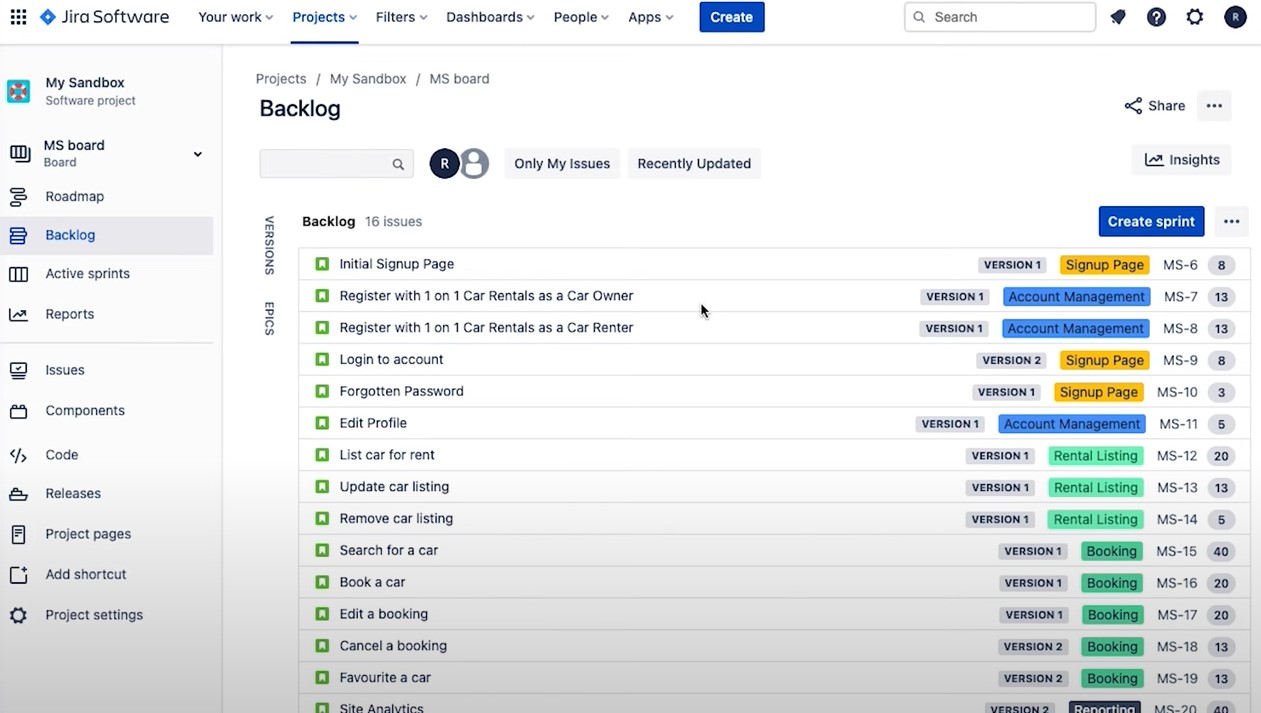 Jira Software Your work Projects Filters Dashboards People Apps Create Search R
My Sandbox
Software project
MS board
Board
Roadmap
Backlog
Active sprints
Reports
Issues
Components
Code
Releases
Project pages
Add shortcut
Project settings
Projects / My Sandbox / MS board
Backlog
Share
R Only My Issues Recently Updated Insights
VERSIONS
EPICS
Backlog 16 issues Create sprint
Initial Signup Page VERSION 1 Signup Page MS-6 8
Register with 1 on 1 Car Rentals as a Car Owner VERSION 1 Account Management MS-7 13
Register with 1 on 1 Car Rentals as a Car Renter VERSION 1 Account Management MS-8 13
Login to account VERSION 2 Signup Page MS-9 8
Forgotten Password VERSION 1 Signup Page MS-10 3
Edit Profile VERSION 1 Account Management MS-11 5
List car for rent VERSION 1 Rental Listing MS-12 20
Update car listing VERSION 1 Rental Listing MS-13 13
Remove car listing VERSION 1 Rental Listing MS-14 5
Search for a car VERSION 1 Booking MS-15 40
Book a car VERSION 1 Booking MS-16 20
Edit a booking VERSION 1 Booking MS-17 20
Cancel a booking VERSION 2 Booking MS-18 13
Favourite a car VERSION 2 Booking MS-19 13
Site Analytics VERSION 2 Reporting MS-20 40